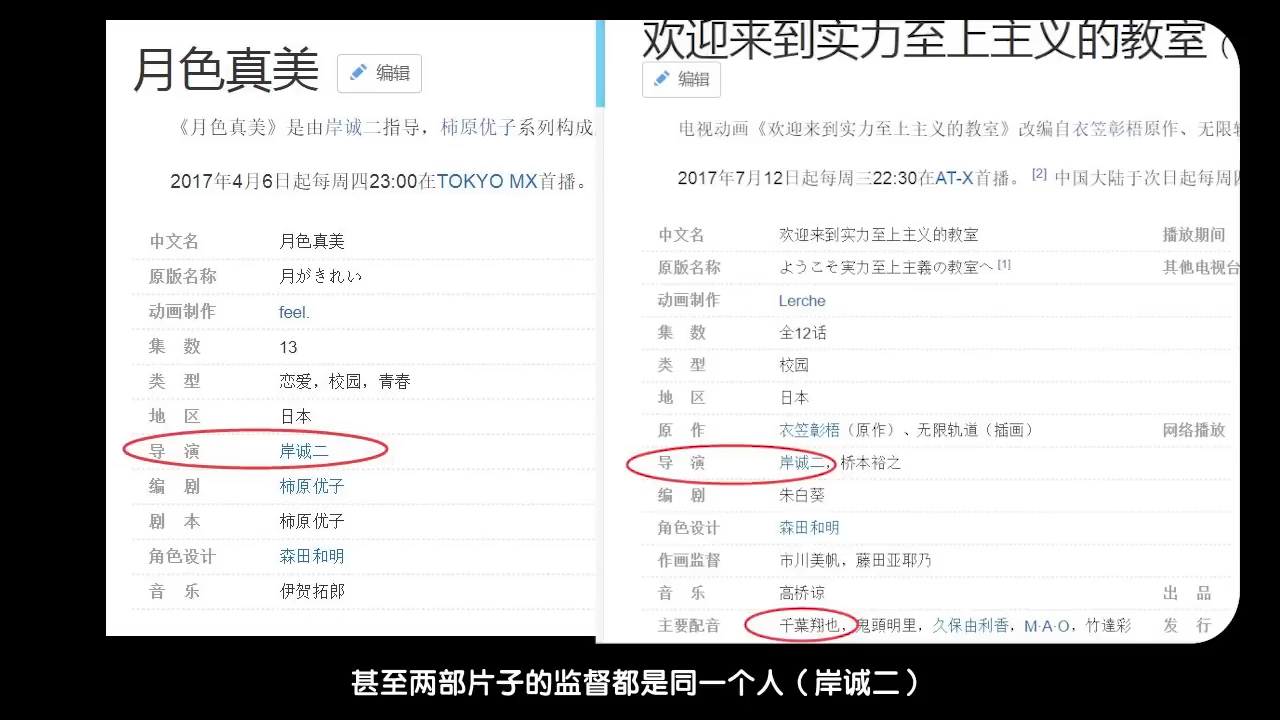 月色真美
编辑
《月色真美》是由岸诚二指导，柿原优子系列构成
2017年4月6日起每周四23:00在TOKYO MX首播。
中文名 月色真美
原版名称 月がきれい
动画制作 feel.
集 数 13
类 型 恋爱，校园，青春
地 区 日本
导 演 岸诚二
编 剧 柿原优子
剧 本 柿原优子
角色设计 森田和明
音 乐 伊贺拓郎
欢迎来到实力至上主义的教室（
编辑
电视动画《欢迎来到实力至上主义的教室》改编自衣笠彰梧原作、无限轨
2017年7月12日起每周三22:30在AT-X首播。 [2] 中国大陆于次日起每周四
中文名 欢迎来到实力至上主义的教室 播放期间
原版名称 ようこそ実力至上主義の教室へ [1] 其他电视台
动画制作 Lerche
集 数 全12话
类 型 校园
地 区 日本
原 作 衣笠彰梧（原作）、无限轨道（插画） 网络播放
导 演 岸诚二，桥本裕之
编 剧 朱白葵
角色设计 森田和明
作画监督 市川美帆，藤田亚耶乃
音 乐 高桥谅 出 品
主要配音 千葉翔也，鬼頭明里，久保由利香，M·A·O，竹達彩 发 行
甚至两部片子的监督都是同一个人（岸诚二）